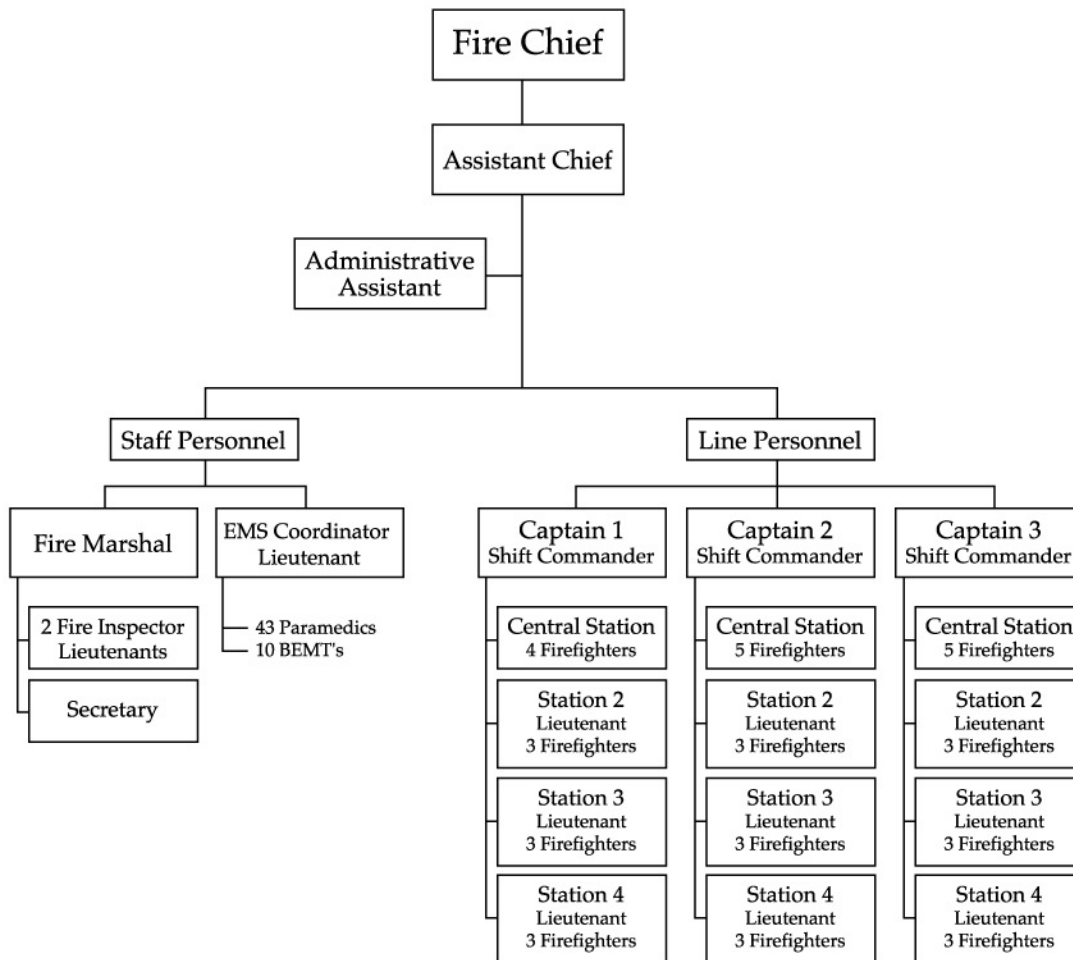 Fire Chief
Assistant Chief
Administrative
Assistant
Staff Personnel
Line Personnel
Fire Marshal
2 Fire Inspector
Lieutenants
Secretary
EMS Coordinator
Lieutenant
43 Paramedics
10 BEMT's
Captain 1
Shift Commander
Central Station
4 Firefighters
Station 2
Lieutenant
3 Firefighters
Station 3
Lieutenant
3 Firefighters
Station 4
Lieutenant
3 Firefighters
Captain 2
Shift Commander
Central Station
5 Firefighters
Station 2
Lieutenant
3 Firefighters
Station 3
Lieutenant
3 Firefighters
Station 4
Lieutenant
3 Firefighters
Captain 3
Shift Commander
Central Station
5 Firefighters
Station 2
Lieutenant
3 Firefighters
Station 3
Lieutenant
3 Firefighters
Station 4
Lieutenant
3 Firefighters